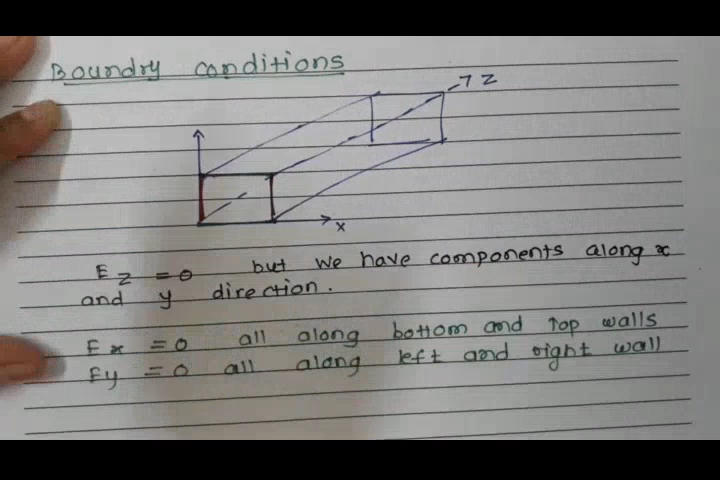 Boundry conditions
z
x
Ez = 0 but we have components along x
and y direction.
Ex = 0 all along bottom and top walls
Ey = 0 all along left and right wall